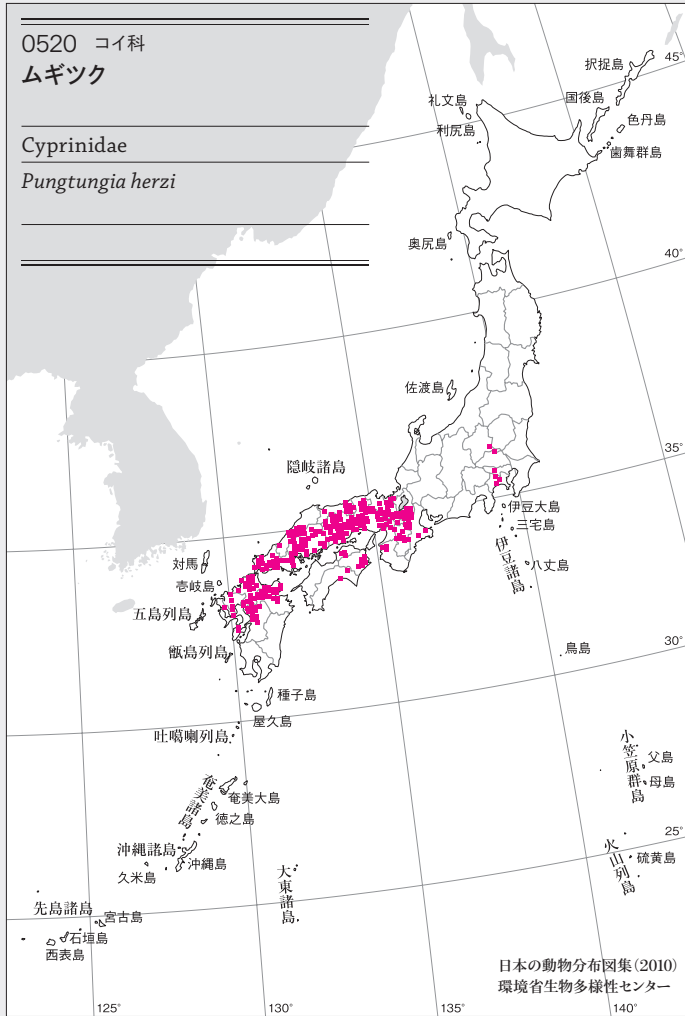 0520 コイ科
ムギツク
Cyprinidae
Pungtungia herzi
択捉島
45°
国後島
礼文島
色丹島
利尻島
歯舞群島
奥尻島
40°
佐渡島
35°
隠岐諸島
伊豆大島
三宅島
伊豆諸島
八丈島
対馬
壱岐島
五島列島
甑島列島
鳥島
30°
種子島
屋久島
吐噶喇列島
小笠原群島
父島
母島
奄美諸島
奄美大島
徳之島
25°
沖縄諸島
沖縄島
久米島
火山列島
硫黄島
大東諸島
先島諸島
宮古島
石垣島
西表島
日本の動物分布図集(2010)
環境省生物多様性センター
125°
130°
135°
140°